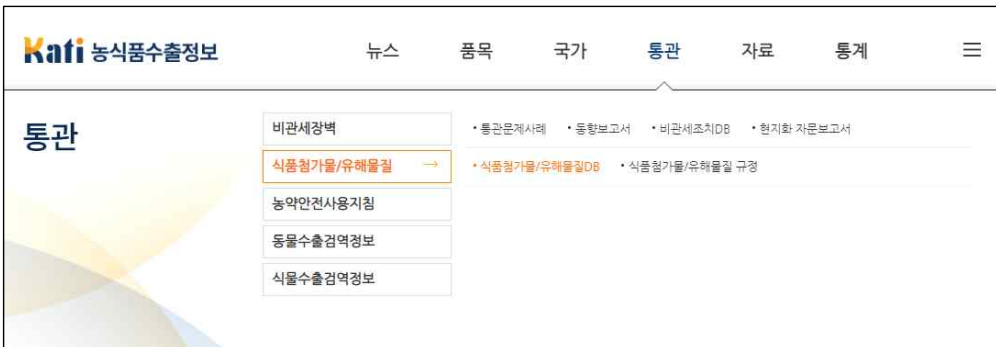 Kati 농식품수출정보 뉴스 품목 국가 통관 자료 통계
통관
비관세장벽 • 통관문제사례 • 동향보고서 • 비관세조치DB • 현지화 자문보고서
식품첨가물/유해물질 → • 식품첨가물/유해물질DB • 식품첨가물/유해물질 규정
농약안전사용지침
동물수출검역정보
식물수출검역정보